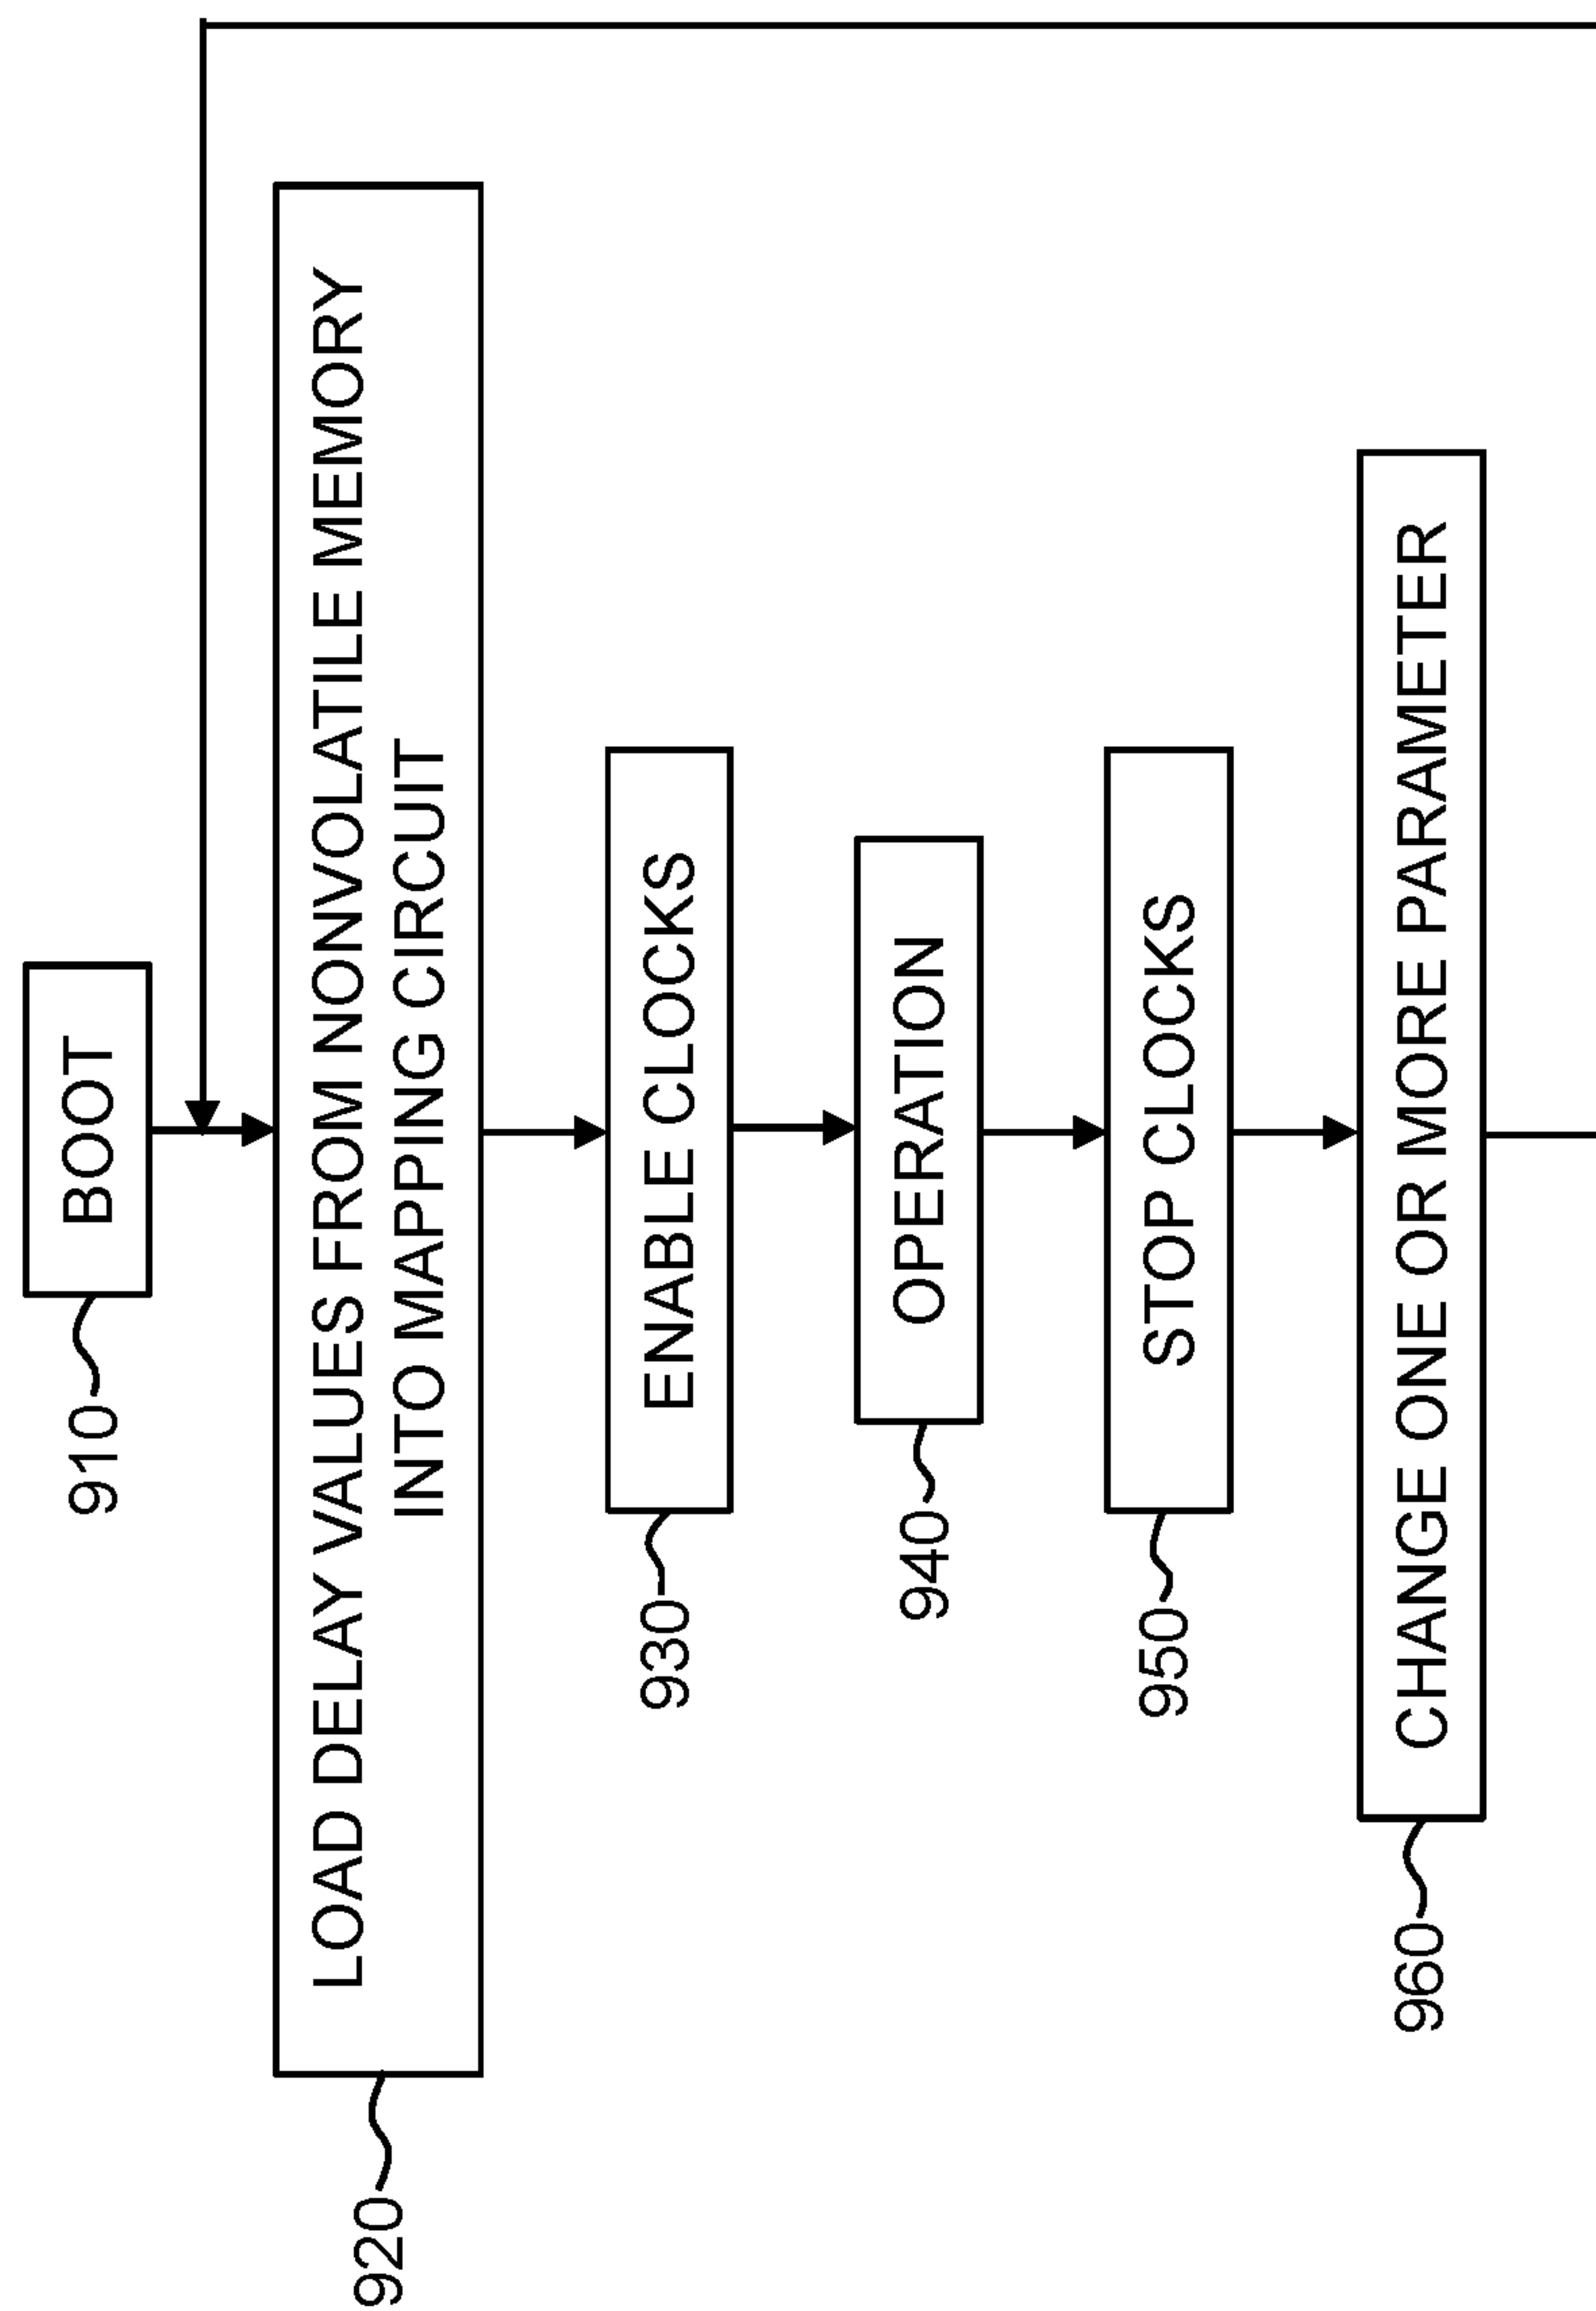 910
BOOT
920
LOAD DELAY VALUES FROM NONVOLATILE MEMORY
INTO MAPPING CIRCUIT
930
ENABLE CLOCKS
940
OPERATION
950
STOP CLOCKS
960
CHANGE ONE OR MORE PARAMETER